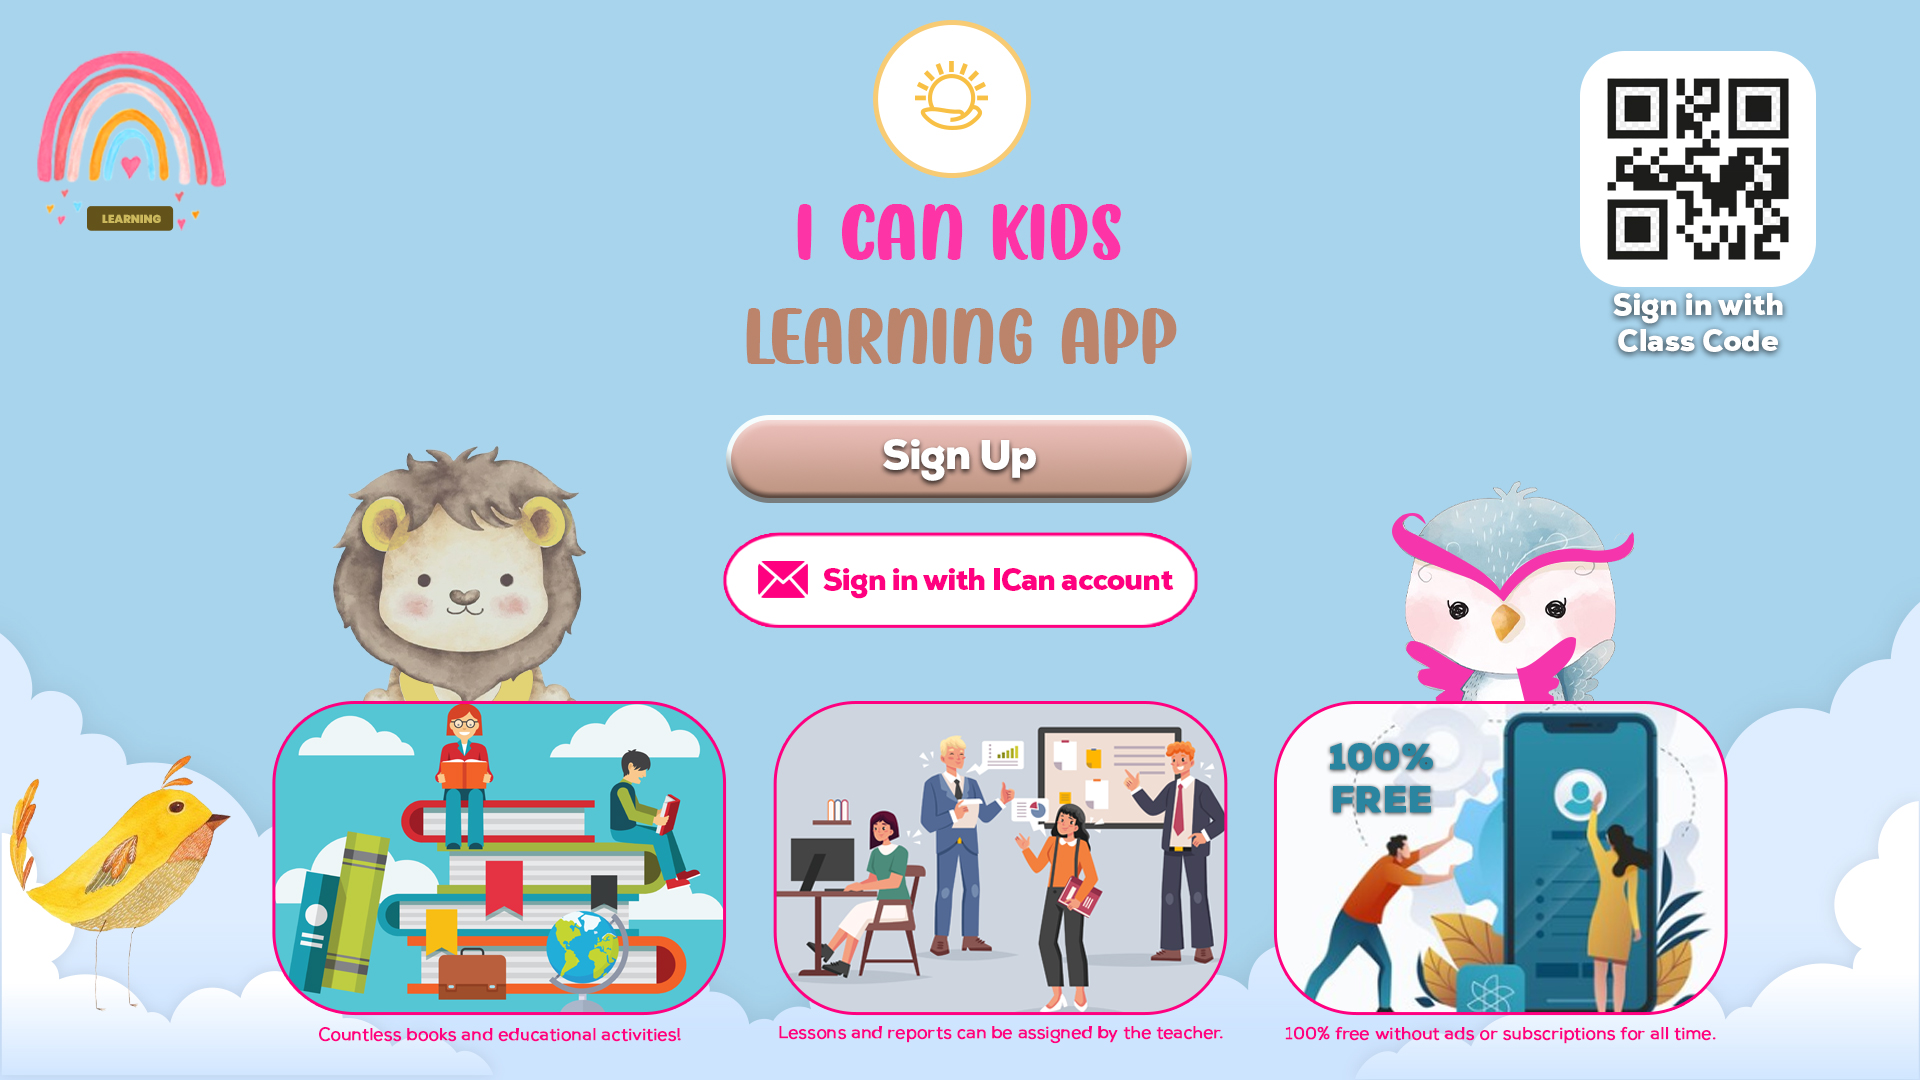 LEARNING
I CAN KIDS
LEARNING APP
Sign in with
Class Code
Sign Up
Sign in with ICan account
100%
FREE
Countless books and educational activities!
Lessons and reports can be assigned by the teacher.
100% free without ads or subscriptions for all time.